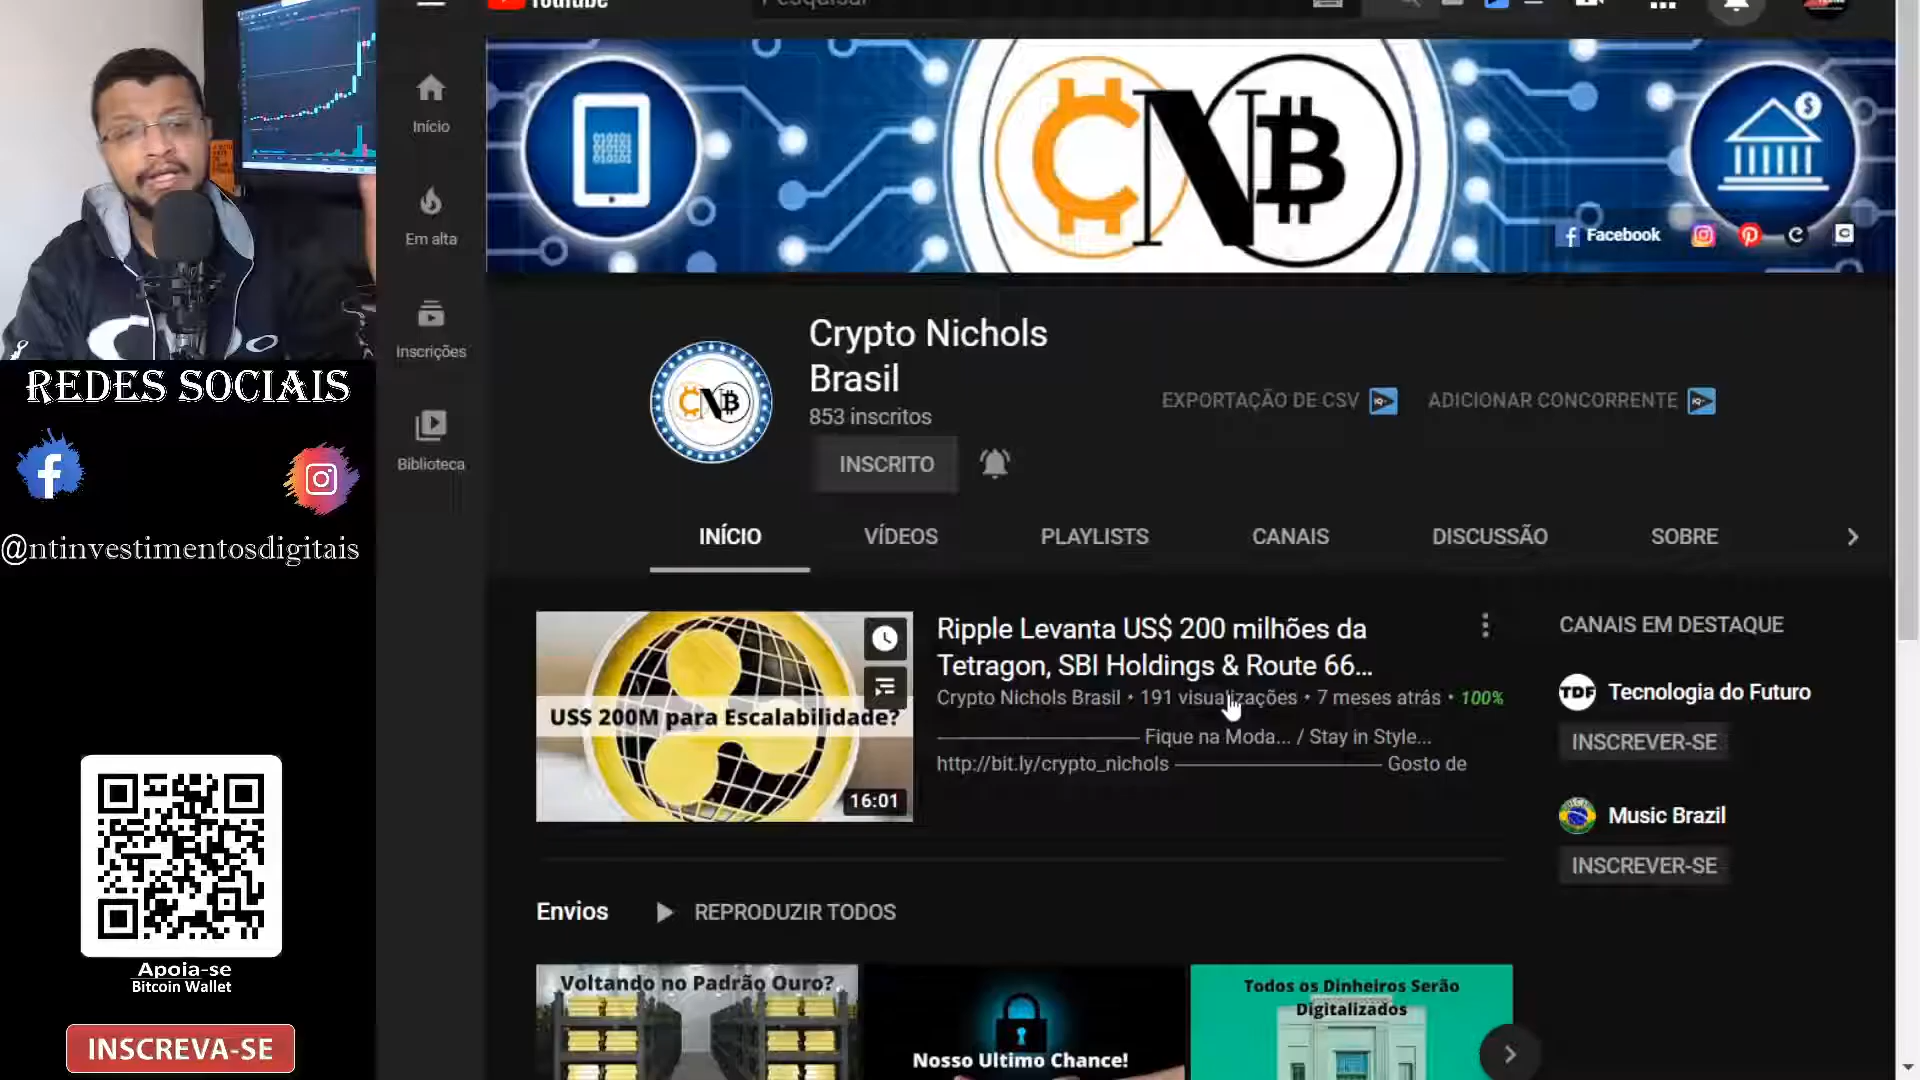 YouTube
Pesquisar
Início
Em alta
Inscrições
Biblioteca
CNB
Facebook
REDES SOCIAIS
@ntinvestimentosdigitais
Apoia-se
Bitcoin Wallet
INSCREVA-SE
Crypto Nichols
Brasil
853 inscritos
INSCRITO
EXPORTAÇÃO DE CSV
ADICIONAR CONCORRENTE
INÍCIO
VÍDEOS
PLAYLISTS
CANAIS
DISCUSSÃO
SOBRE
US$ 200M para Escalabilidade?
16:01
Ripple Levanta US$ 200 milhões da
Tetragon, SBI Holdings & Route 66...
Crypto Nichols Brasil • 191 visualizações • 7 meses atrás • 100%
Fique na Moda... / Stay in Style...
http://bit.ly/crypto_nichols ———————————— Gosto de
CANAIS EM DESTAQUE
TDF
Tecnologia do Futuro
INSCREVER-SE
Music Brazil
INSCREVER-SE
Envios
REPRODUZIR TODOS
Voltando no Padrão Ouro?
Nosso Ultimo Chance!
Todos os Dinheiros Serão
Digitalizados